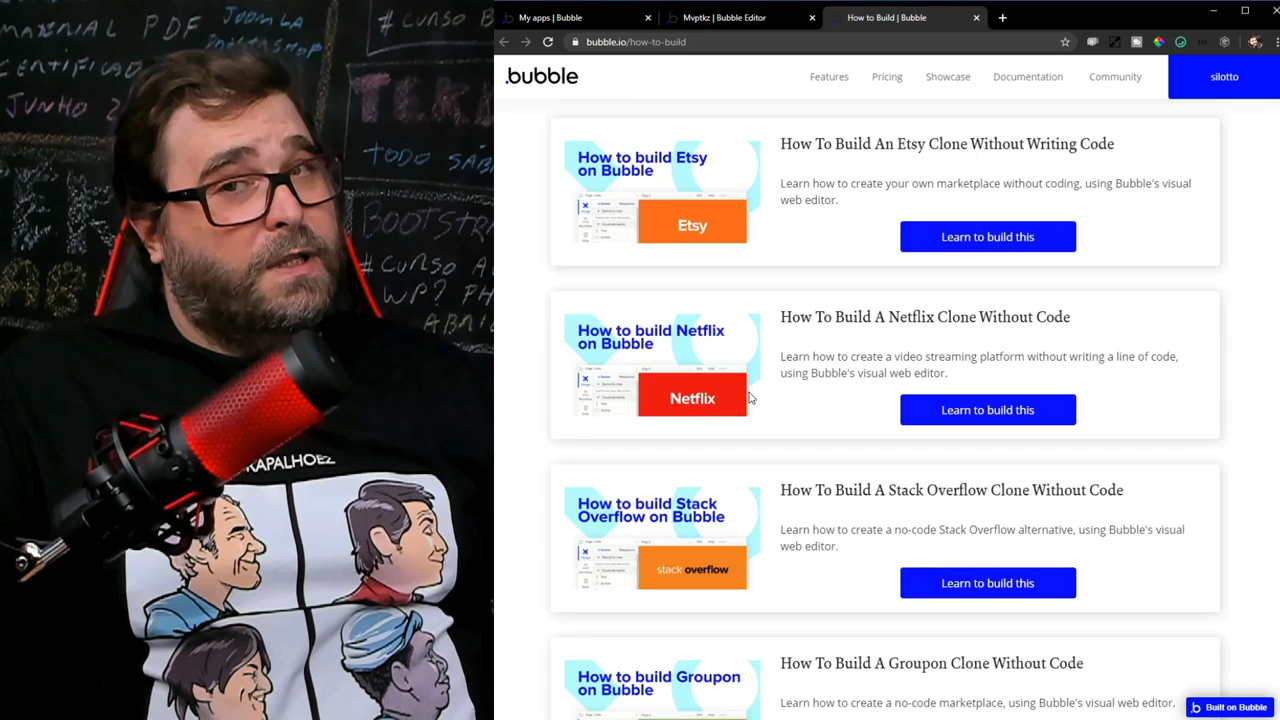 My apps | Bubble
Mvptkz | Bubble Editor
How to Build | Bubble
bubble.io/how-to-build
.bubble
Features
Pricing
Showcase
Documentation
Community
silotto
How to build Etsy
on Bubble
Etsy
How To Build An Etsy Clone Without Writing Code
Learn how to create your own marketplace without coding, using Bubble's visual
web editor.
Learn to build this
How to build Netflix
on Bubble
Netflix
How To Build A Netflix Clone Without Code
Learn how to create a video streaming platform without writing a line of code,
using Bubble's visual web editor.
Learn to build this
How to build Stack
Overflow on Bubble
stack overflow
How To Build A Stack Overflow Clone Without Code
Learn how to create a no-code Stack Overflow alternative, using Bubble's visual
web editor.
Learn to build this
How to build Groupon
on Bubble
How To Build A Groupon Clone Without Code
Learn how to create a no-code marketplace, using Bubble's visual web editor.
Built on Bubble
PDF
JOOMLA
# CURSO
JUNHO
TODO
# CURSO
WP?
RAPALHOEZ